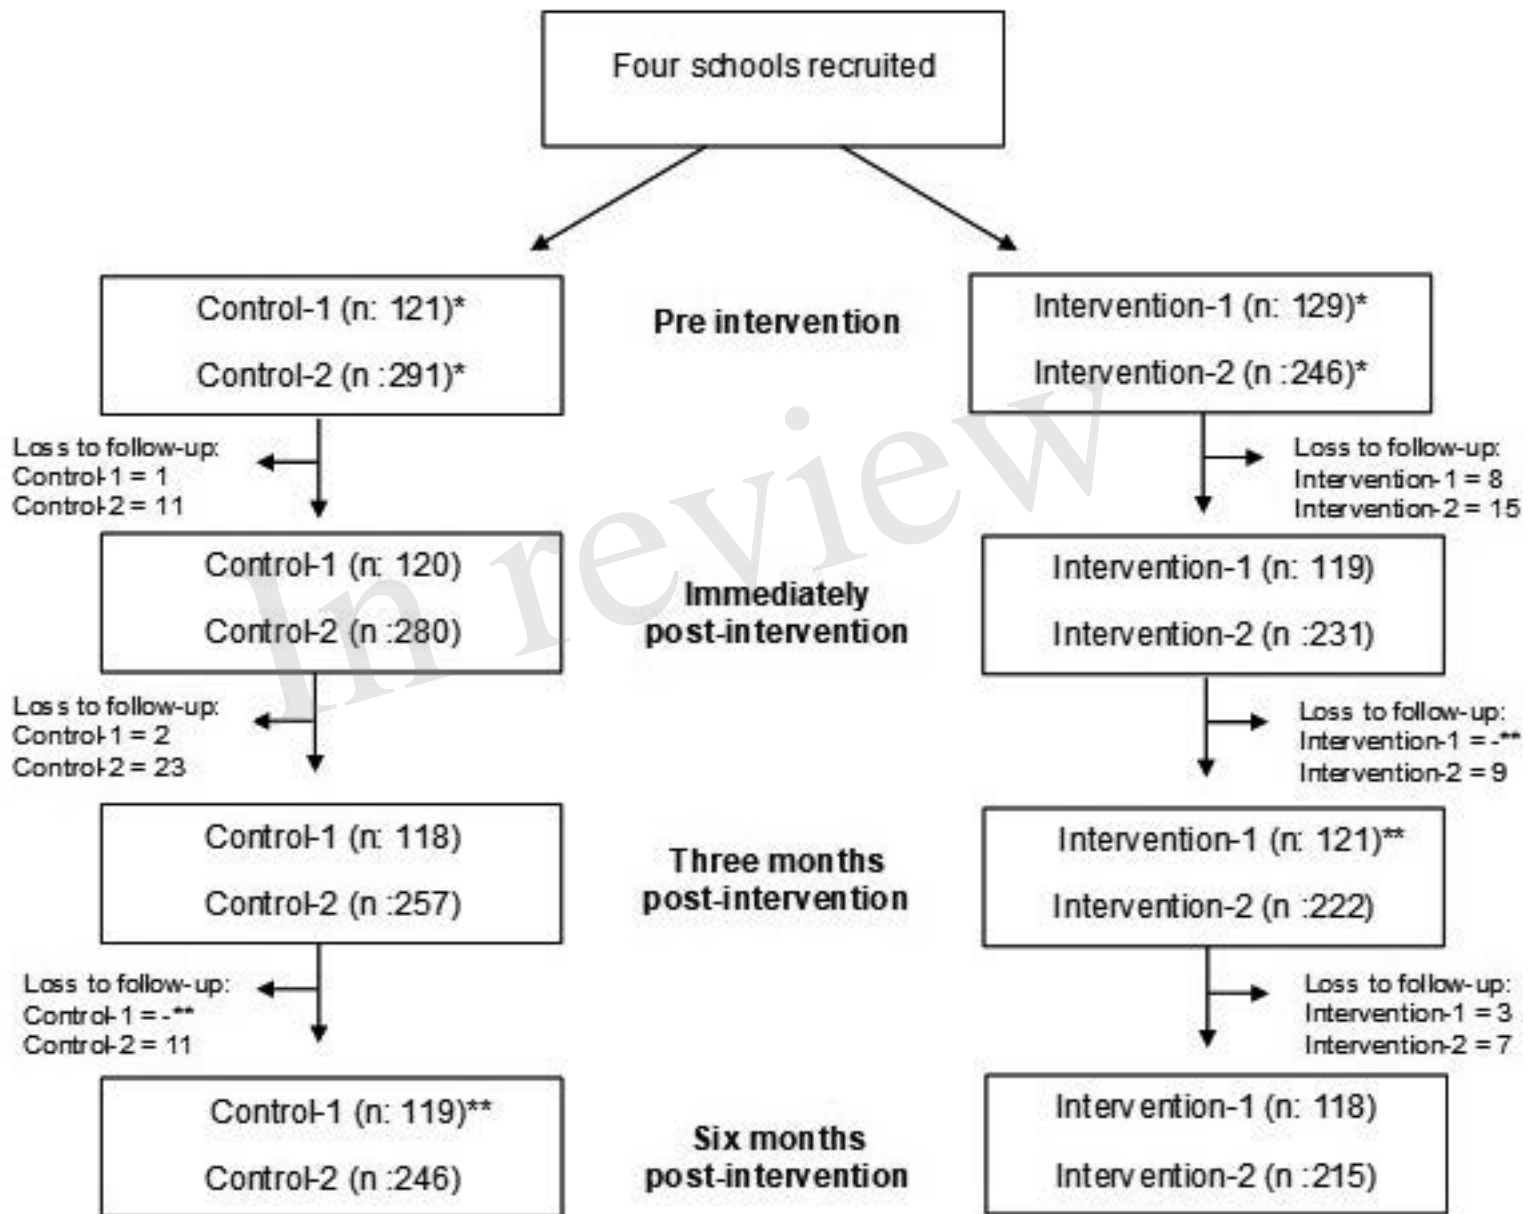 Four schools recruited
Control-1 (n: 121)*
Control-2 (n :291)*
Pre intervention
Intervention-1 (n: 129)*
Intervention-2 (n :246)*
Loss to follow-up:
Control-1 = 1
Control-2 = 11
Loss to follow-up:
Intervention-1 = 8
Intervention-2 = 15
Control-1 (n: 120)
Control-2 (n :280)
Immediately
post-intervention
Intervention-1 (n: 119)
Intervention-2 (n :231)
Loss to follow-up:
Control-1 = 2
Control-2 = 23
Loss to follow-up:
Intervention-1 = -**
Intervention-2 = 9
Control-1 (n: 118)
Control-2 (n :257)
Three months
post-intervention
Intervention-1 (n: 121)**
Intervention-2 (n :222)
Loss to follow-up:
Control-1 = -**
Control-2 = 11
Loss to follow-up:
Intervention-1 = 3
Intervention-2 = 7
Control-1 (n: 119)**
Control-2 (n :246)
Six months
post-intervention
Intervention-1 (n: 118)
Intervention-2 (n :215)
In review